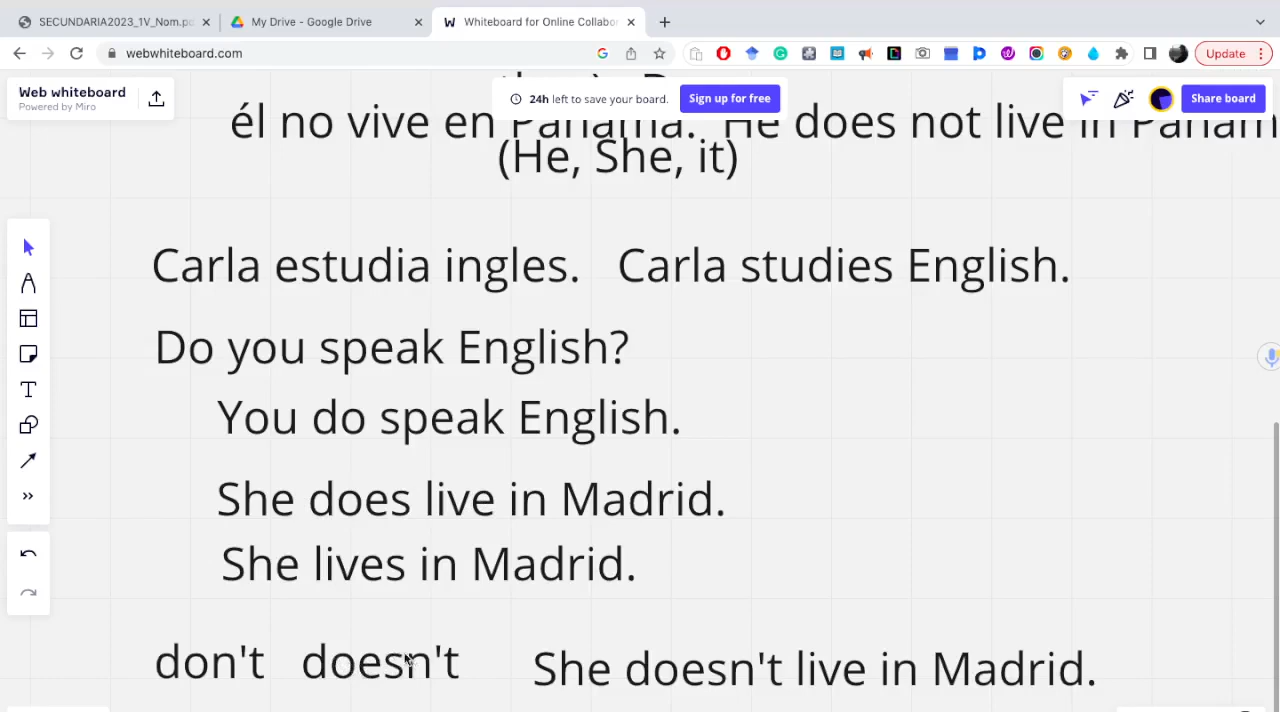 SECUNDARIA2023_1V_Nom.pd
My Drive - Google Drive
Whiteboard for Online Collabor
webwhiteboard.com
Update
Web whiteboard
Powered by Miro
24h left to save your board.
Sign up for free
Share board
él no vive en Panamá. He does not live in Panam
(He, She, it)
Carla estudia ingles. Carla studies English.
Do you speak English?
You do speak English.
She does live in Madrid.
She lives in Madrid.
don't doesn't She doesn't live in Madrid.